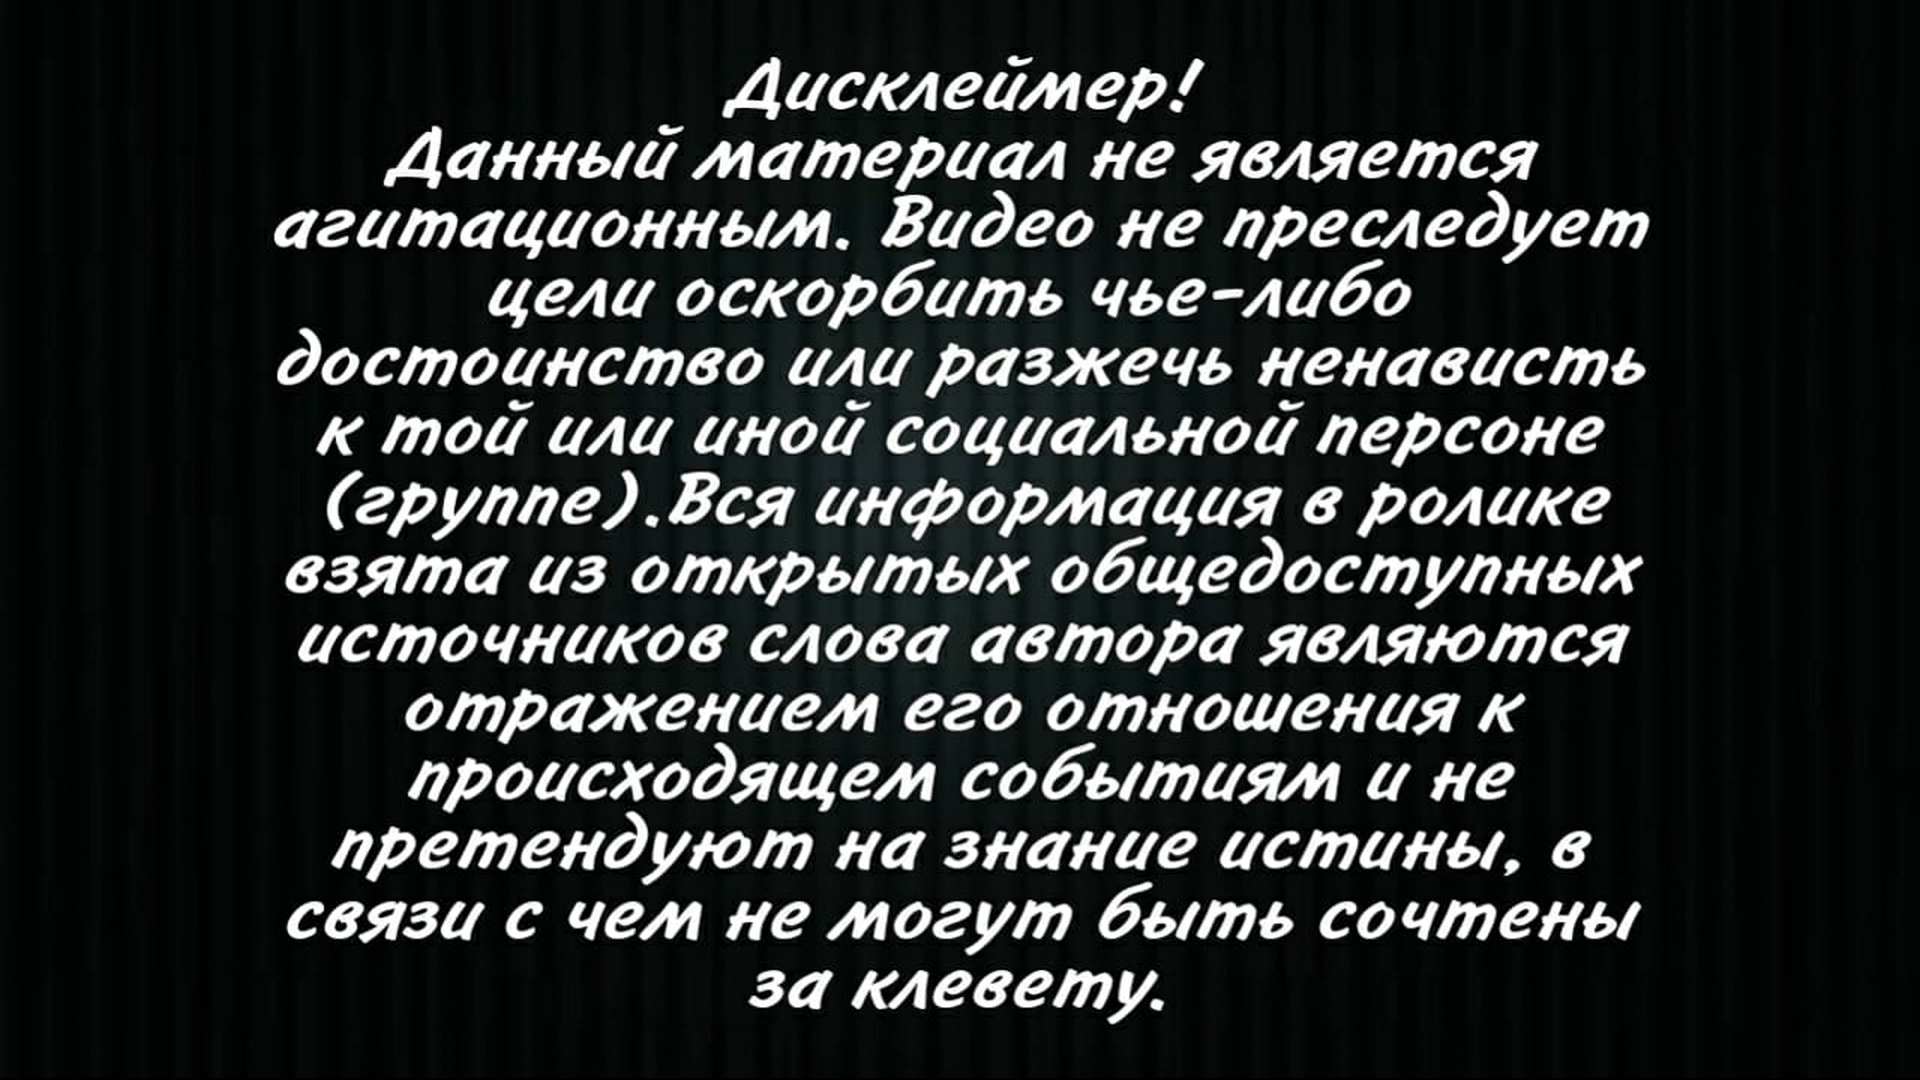 Дисклеймер!
Данный материал не является
агитационным. Видео не преследует
цели оскорбить чье-либо
достоинство или разжечь ненависть
к той или иной социальной персоне
(группе).Вся информация в ролике
взята из открытых общедоступных
источников слова автора являются
отражением его отношения к
происходящем событиям и не
претендуют на знание истины, в
связи с чем не могут быть сочтены
за клевету.